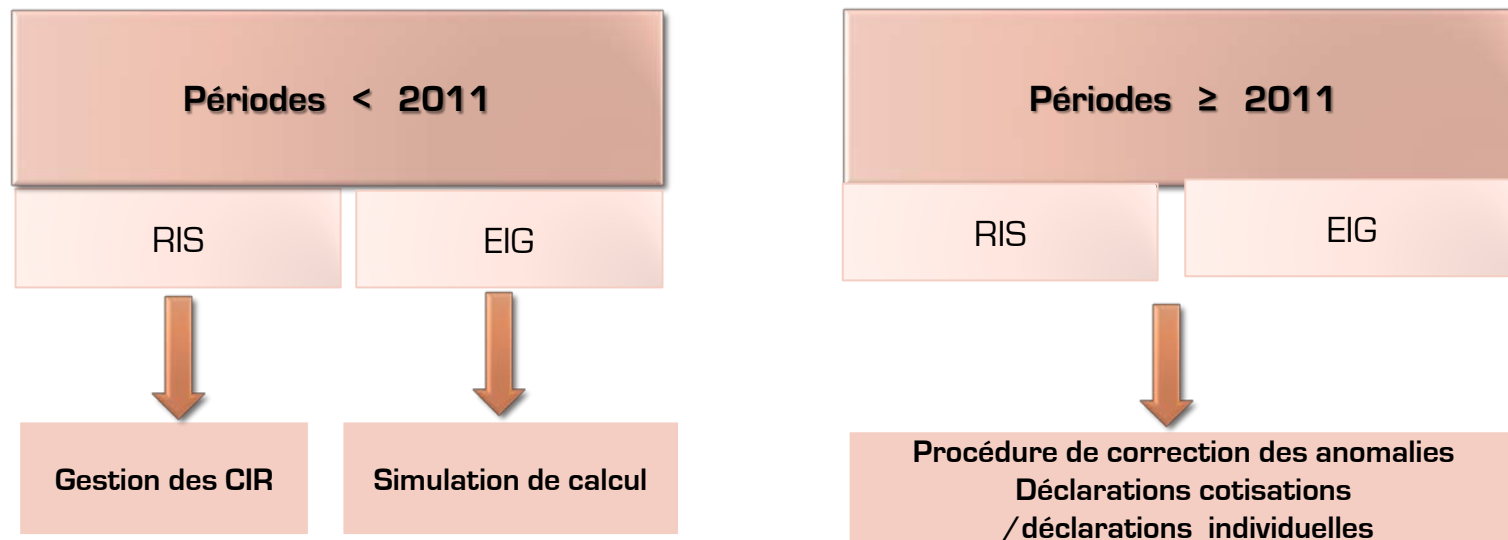 Périodes < 2011
RIS
EIG
Gestion des CIR
Simulation de calcul
Périodes ≥ 2011
RIS
EIG
Procédure de correction des anomalies
Déclarations cotisations
/déclarations individuelles